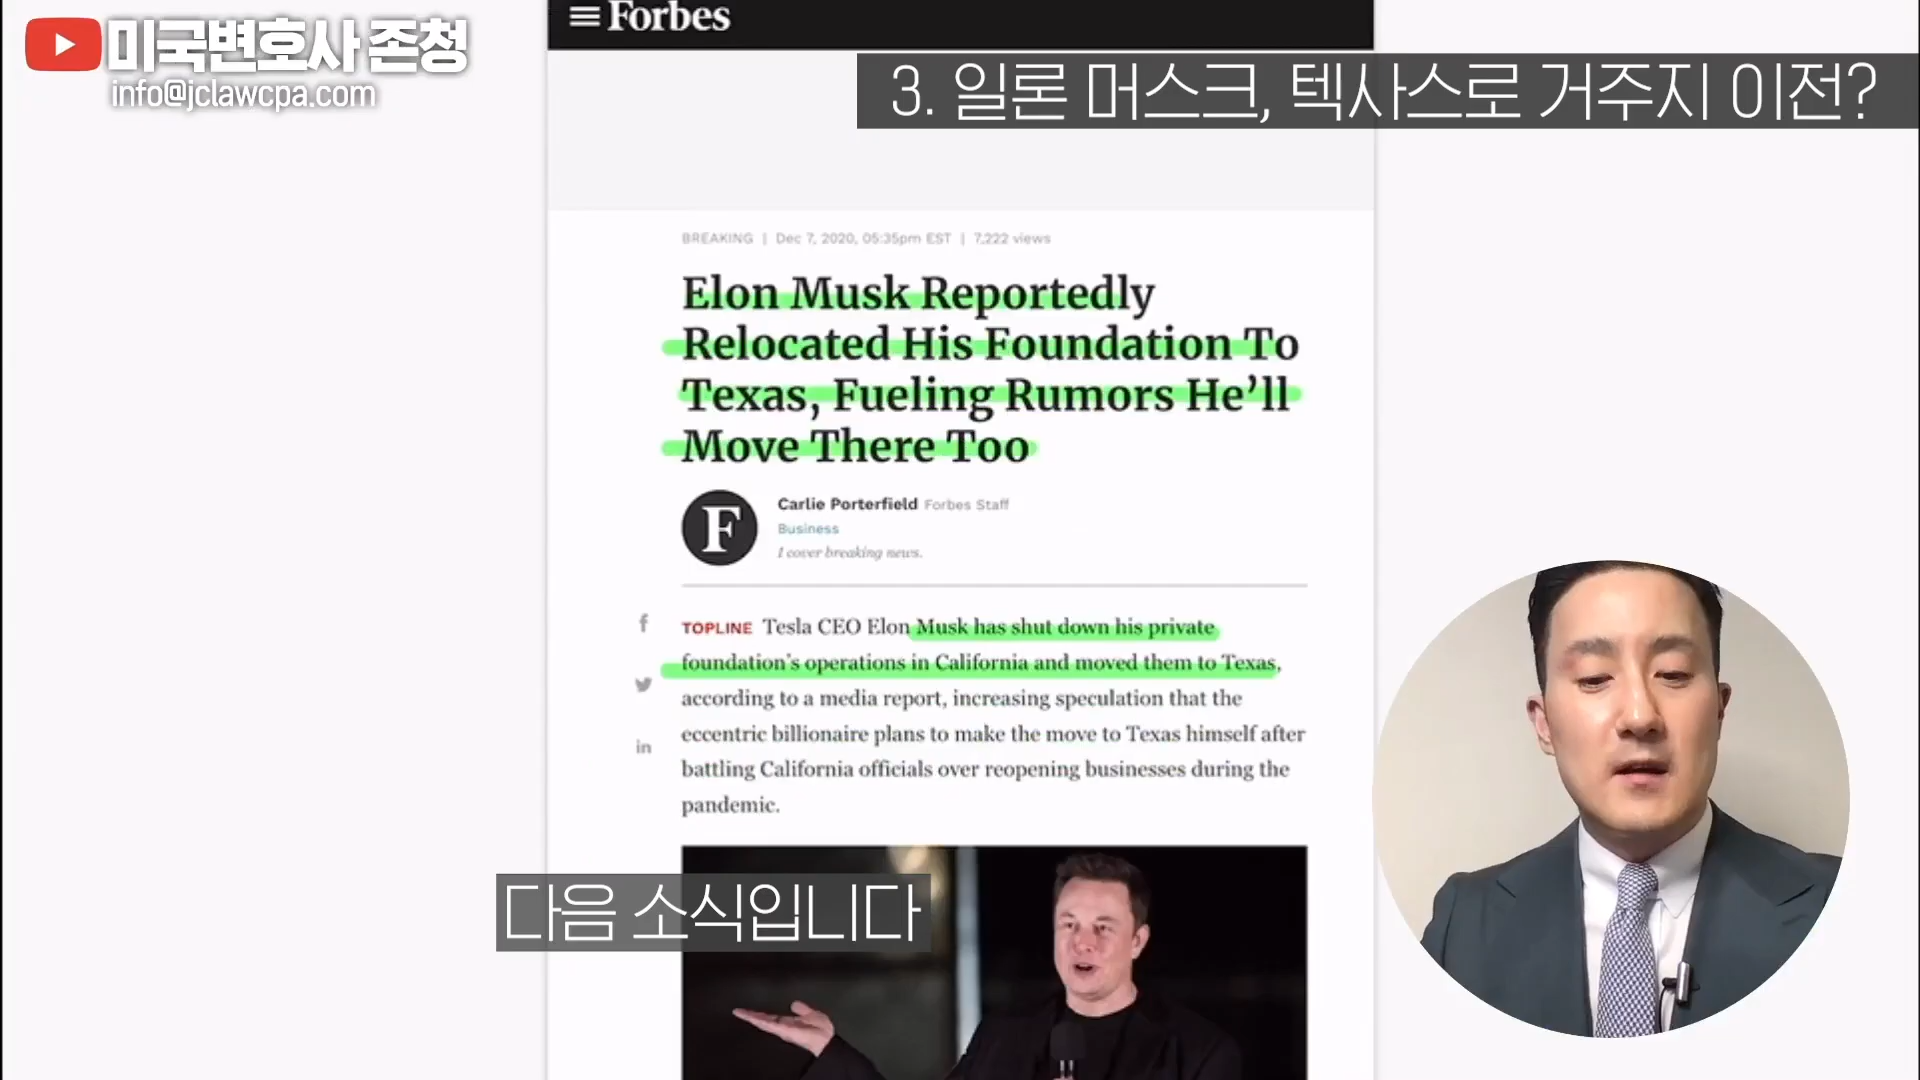 미국변호사 존청
info@jclawcpa.com
Forbes
3. 일론 머스크, 텍사스로 거주지 이전?
BREAKING | Dec 7, 2020, 05:35pm EST | 7,222 views
Elon Musk Reportedly
Relocated His Foundation To
Texas, Fueling Rumors He’ll
Move There Too
F
Carlie Porterfield Forbes Staff
Business
I cover breaking news.
f
in
TOPLINE Tesla CEO Elon Musk has shut down his private
foundation’s operations in California and moved them to Texas,
according to a media report, increasing speculation that the
eccentric billionaire plans to make the move to Texas himself after
battling California officials over reopening businesses during the
pandemic.
다음 소식입니다